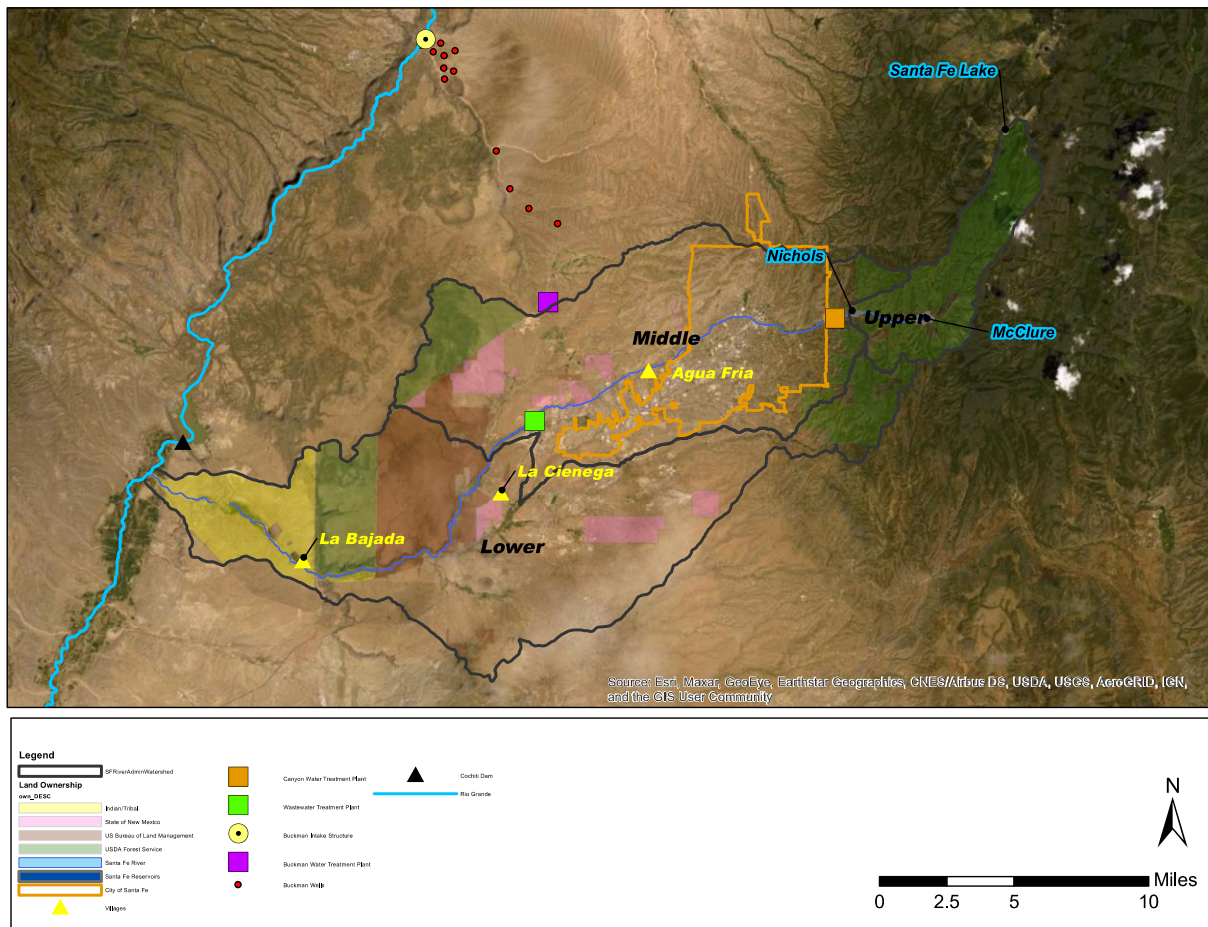 Santa Fe Lake
Nichols
Upper
McClure
Middle
Agua Fria
La Cienega
La Bajada
Lower
Source: Esri, Maxar, GeoEye, Earthstar Geographics, CNES/Airbus DS, USDA, USGS, AeroGRID, IGN,
and the GIS User Community
Legend
SFRiverAdminWatershed
Land Ownership
own_DESC
Indian/Tribal
State of New Mexico
US Bureau of Land Management
USDA Forest Service
Santa Fe River
Santa Fe Reservoirs
City of Santa Fe
Villages
Canyon Water Treatment Plant
Wastewater Treatment Plant
Buckman Intake Structure
Buckman Water Treatment Plant
Buckman Wells
Cochiti Dam
Rio Grande
N
Miles
0 2.5 5 10